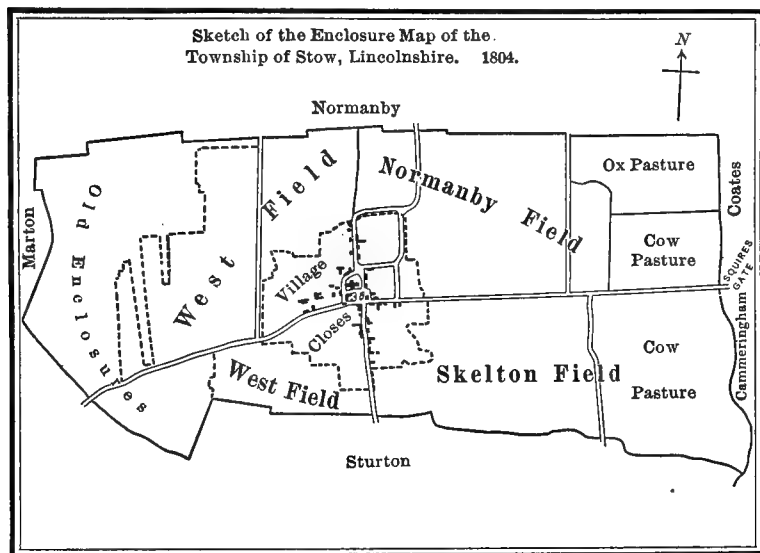 Sketch of the Enclosure Map of the
Township of Stow, Lincolnshire. 1804.
N
Normanby
Ox Pasture
Coates
Normanby Field
West Field
Old Enclosures
Marton
Cow
Pasture
SQUIRES
GATE
Village
Closes
Cammeringham
West Field
Skelton Field
Cow
Pasture
Sturton